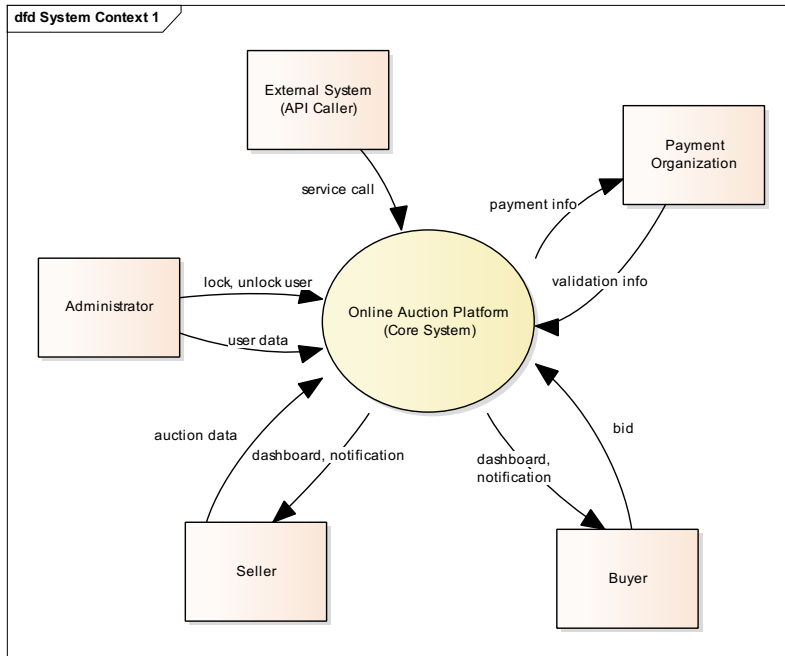 dfd System Context 1
External System
(API Caller)
Payment
Organization
service call
payment info
validation info
Administrator
lock, unlock user
user data
Online Auction Platform
(Core System)
auction data
dashboard, notification
dashboard,
notification
bid
Seller
Buyer